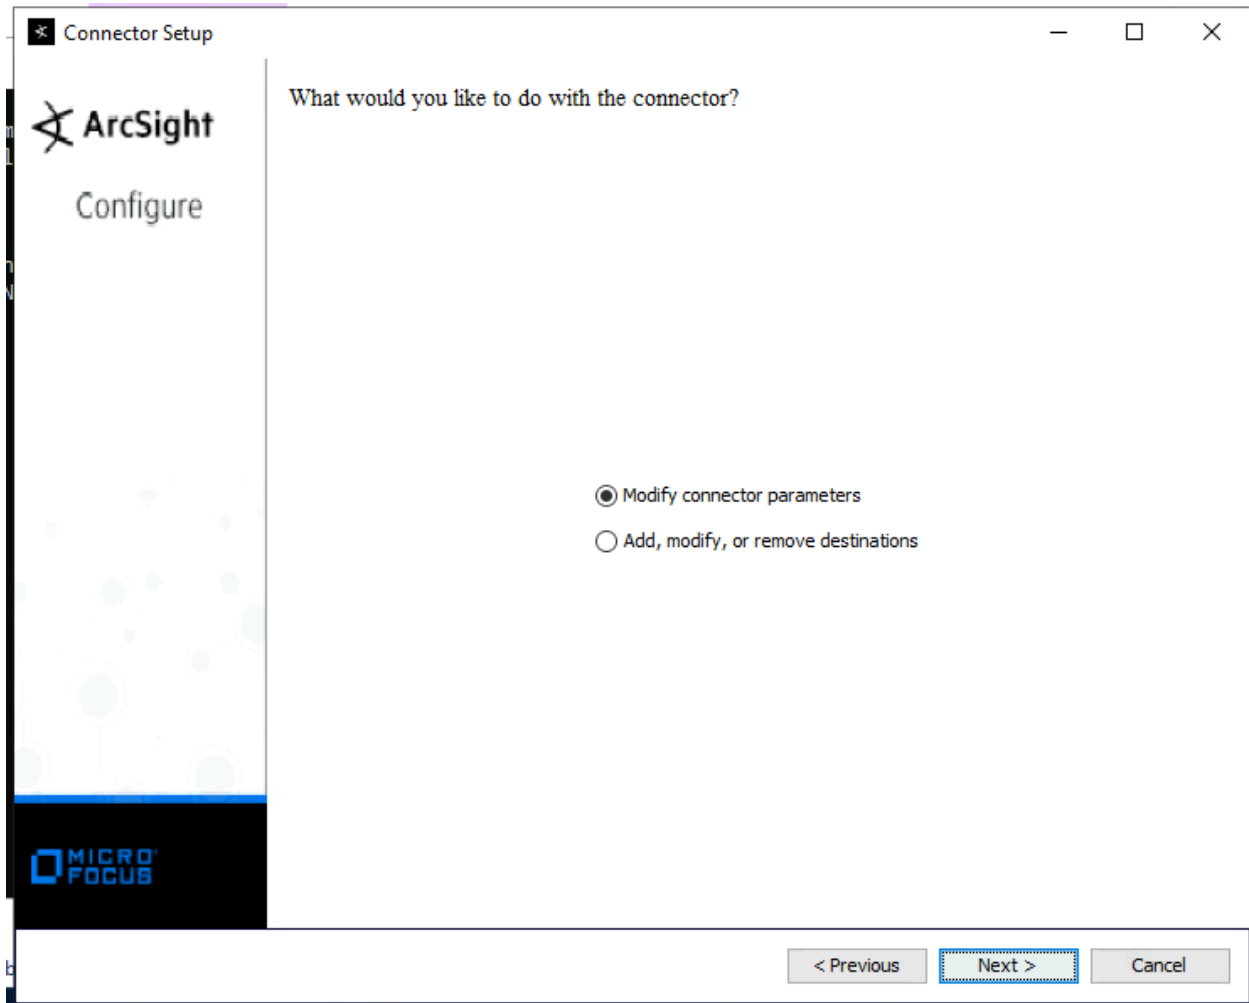 Connector Setup
ArcSight
Configure
What would you like to do with the connector?
Modify connector parameters
Add, modify, or remove destinations
MICRO
FOCUS
< Previous
Next >
Cancel